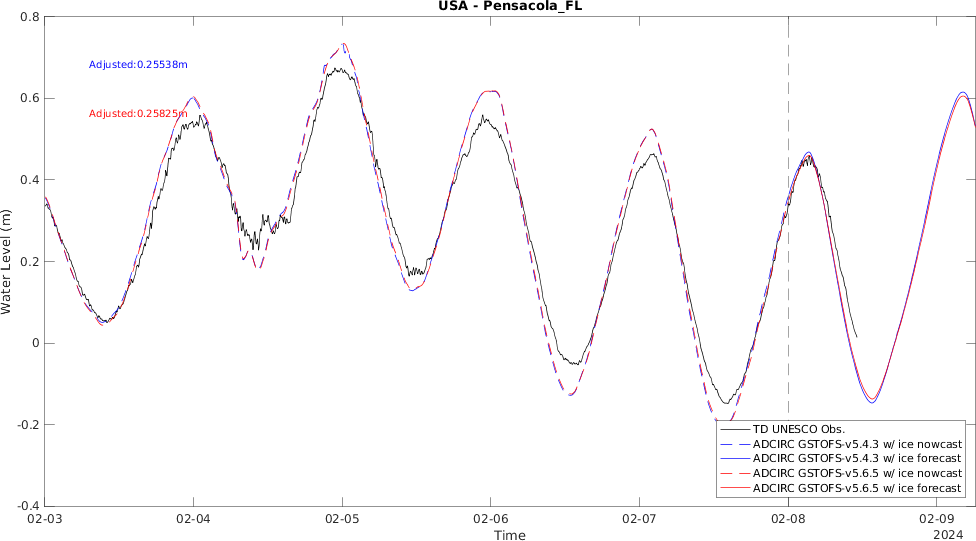 USA - Pensacola_FL
0.8
0.6
0.4
0.2
0
-0.2
-0.4
Water Level (m)
Adjusted:0.25538m
Adjusted:0.25825m
TD UNESCO Obs.
ADCIRC GSTOFS-v5.4.3 w/ ice nowcast
ADCIRC GSTOFS-v5.4.3 w/ ice forecast
ADCIRC GSTOFS-v5.6.5 w/ ice nowcast
ADCIRC GSTOFS-v5.6.5 w/ ice forecast
02-03 02-04 02-05 02-06 02-07 02-08 02-09
Time
2024